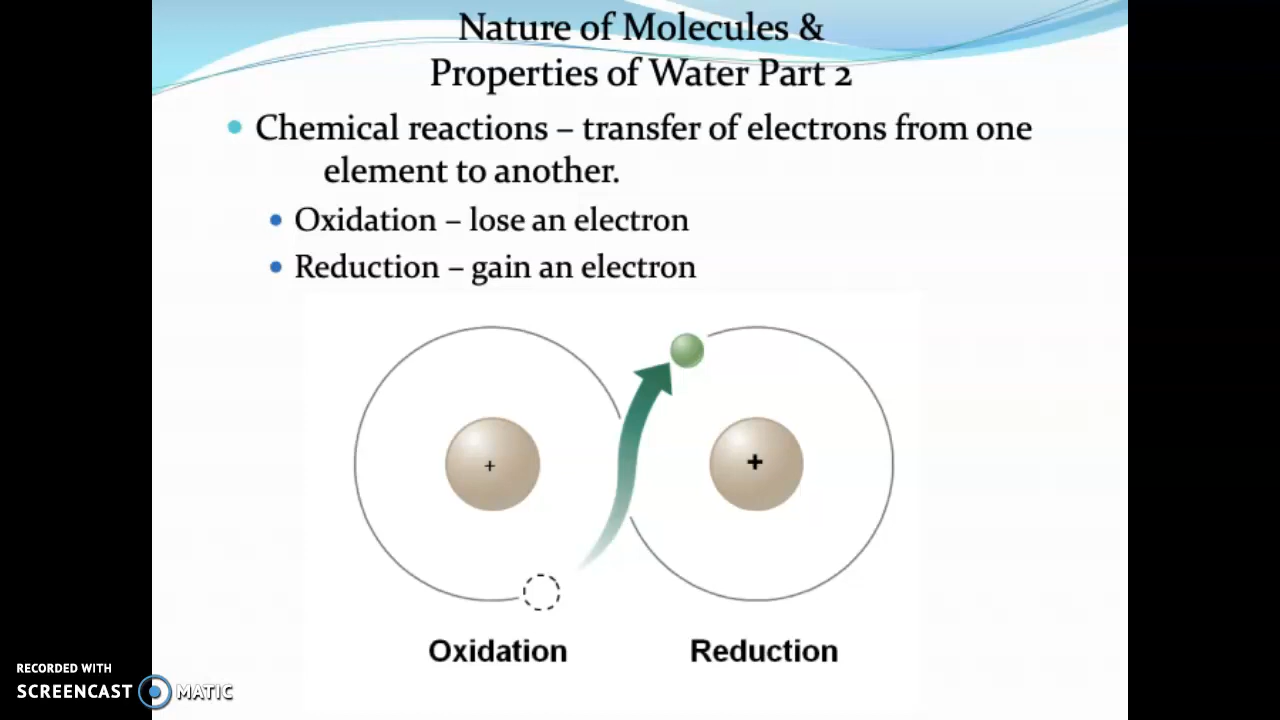 Nature of Molecules &
Properties of Water Part 2
• Chemical reactions – transfer of electrons from one
element to another.
• Oxidation – lose an electron
• Reduction – gain an electron
+ +
Oxidation Reduction
RECORDED WITH
SCREENCAST MATIC